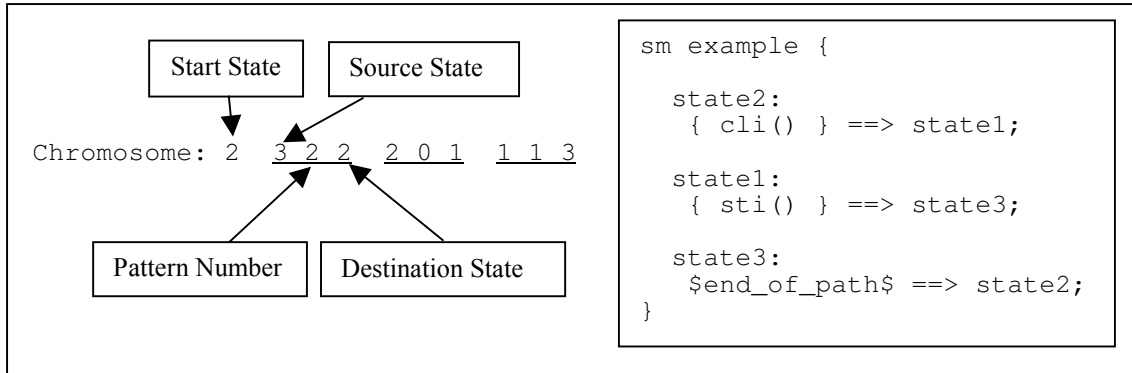 Start State
Source State
Chromosome: 2 3 2 2 2 0 1 1 1 3
Pattern Number
Destination State
sm example {
state2:
{ cli() } ==> state1;
state1:
{ sti() } ==> state3;
state3:
$end_of_path$ ==> state2;
}